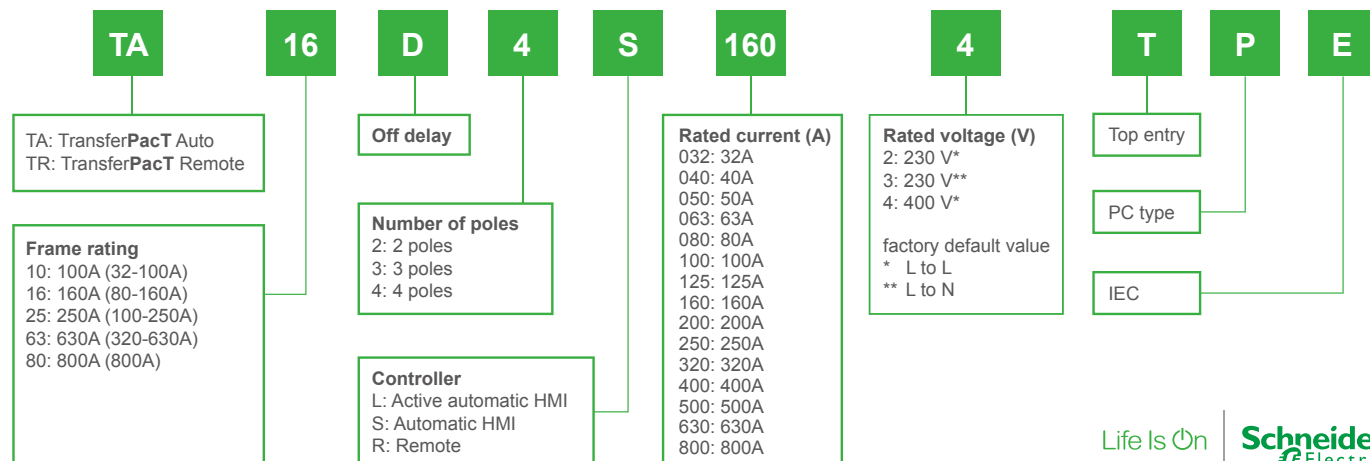 TA 16 D 4 S 160 4 T P E
TA: TransferPacT Auto
TR: TransferPacT Remote
Frame rating
10: 100A (32-100A)
16: 160A (80-160A)
25: 250A (100-250A)
63: 630A (320-630A)
80: 800A (800A)
Off delay
Number of poles
2: 2 poles
3: 3 poles
4: 4 poles
Controller
L: Active automatic HMI
S: Automatic HMI
R: Remote
Rated current (A)
032: 32A
040: 40A
050: 50A
063: 63A
080: 80A
100: 100A
125: 125A
160: 160A
200: 200A
250: 250A
320: 320A
400: 400A
500: 500A
630: 630A
800: 800A
Rated voltage (V)
2: 230 V*
3: 230 V**
4: 400 V*
factory default value
* L to L
** L to N
Top entry
PC type
IEC
Life Is On
Schneide
Electr